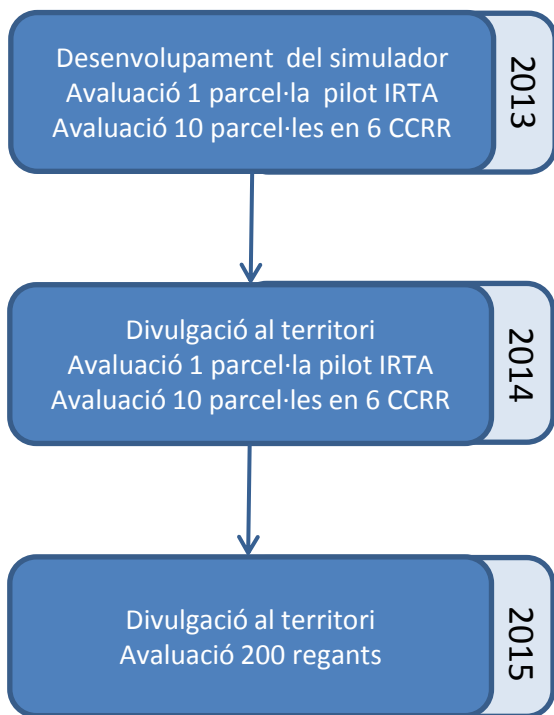 Desenvolupament del simulador
Avaluació 1 parcel·la pilot IRTA
Avaluació 10 parcel·les en 6 CCRR
2013
Divulgació al territori
Avaluació 1 parcel·la pilot IRTA
Avaluació 10 parcel·les en 6 CCRR
2014
Divulgació al territori
Avaluació 200 regants
2015